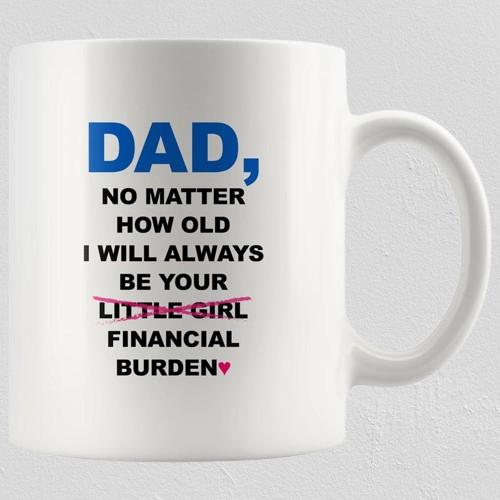 DAD,
NO MATTER
HOW OLD
I WILL ALWAYS
BE YOUR
LITTLE GIRL
FINANCIAL
BURDEN♥